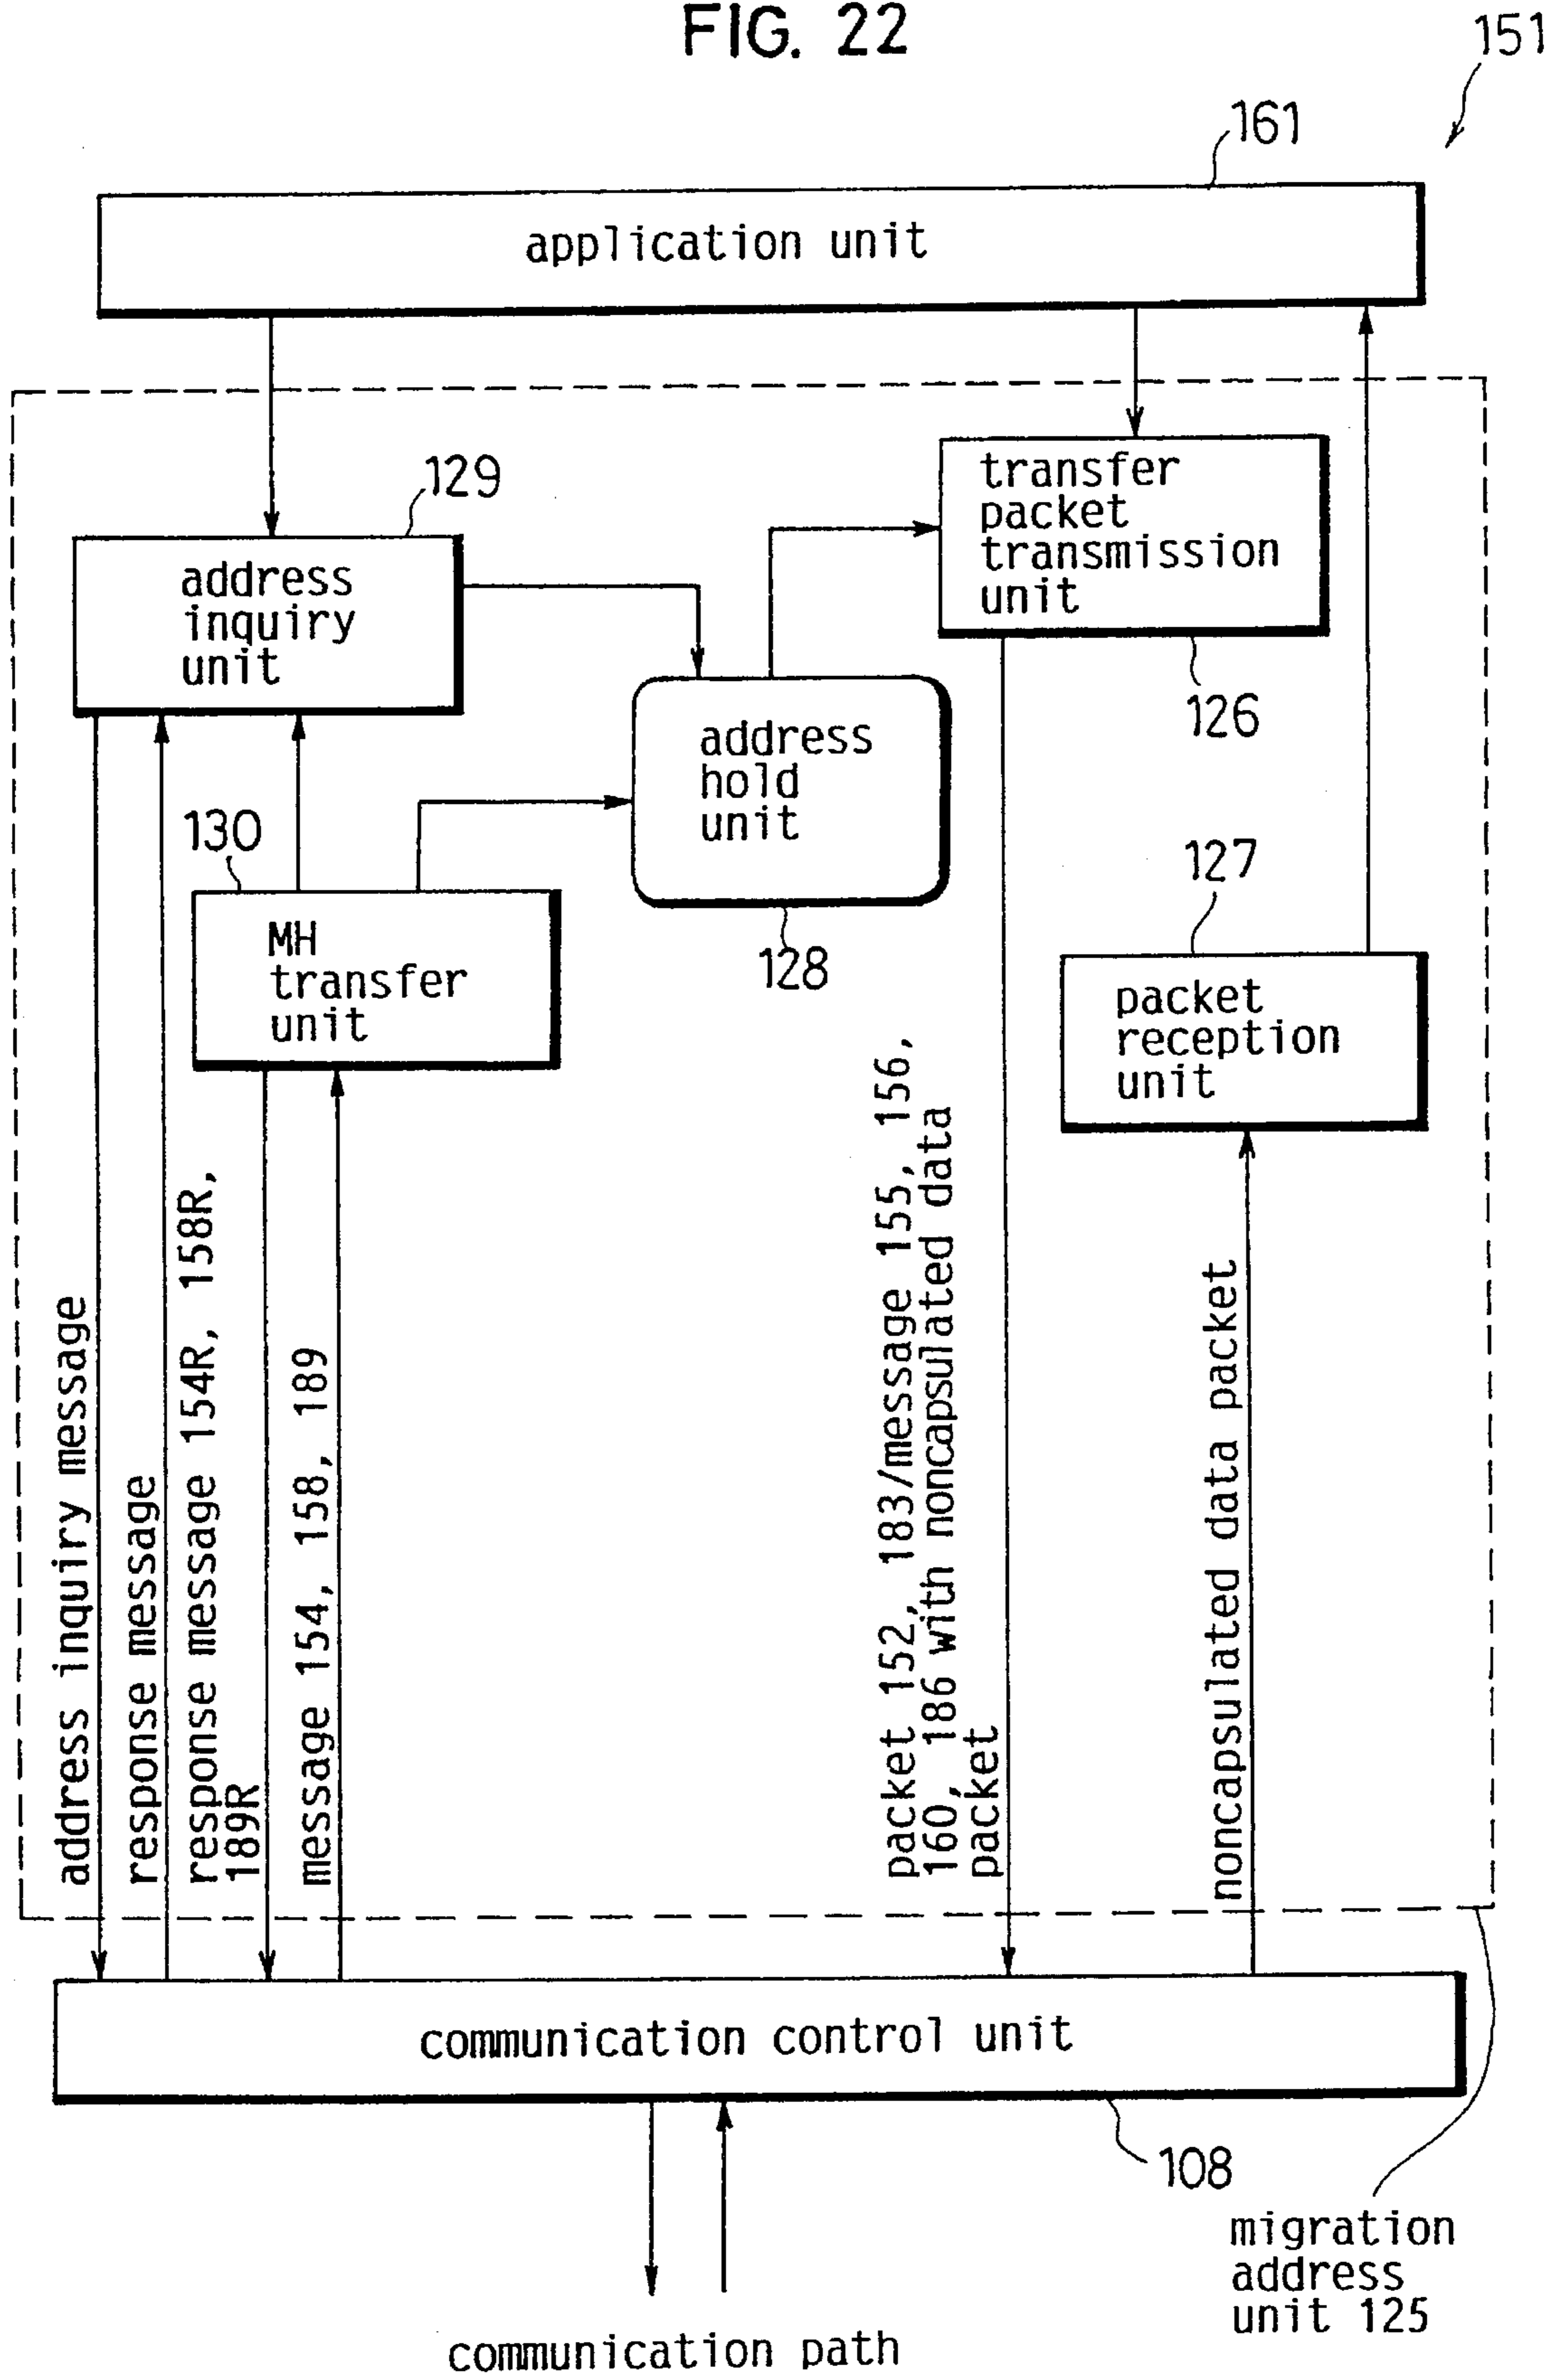 FIG. 22
151
161
application unit
129
address
inquiry
unit
transfer
packet
transmission
unit
126
address
hold
unit
128
130
MH
transfer
unit
127
packet
reception
unit
address inquiry message
response message
response message 154R, 158R,
189R
message 154, 158, 189
packet 152, 183/message 155, 156,
160, 186 with noncapsulated data
packet
noncapsulated data packet
communication control unit
108
migration
address
unit 125
communication path